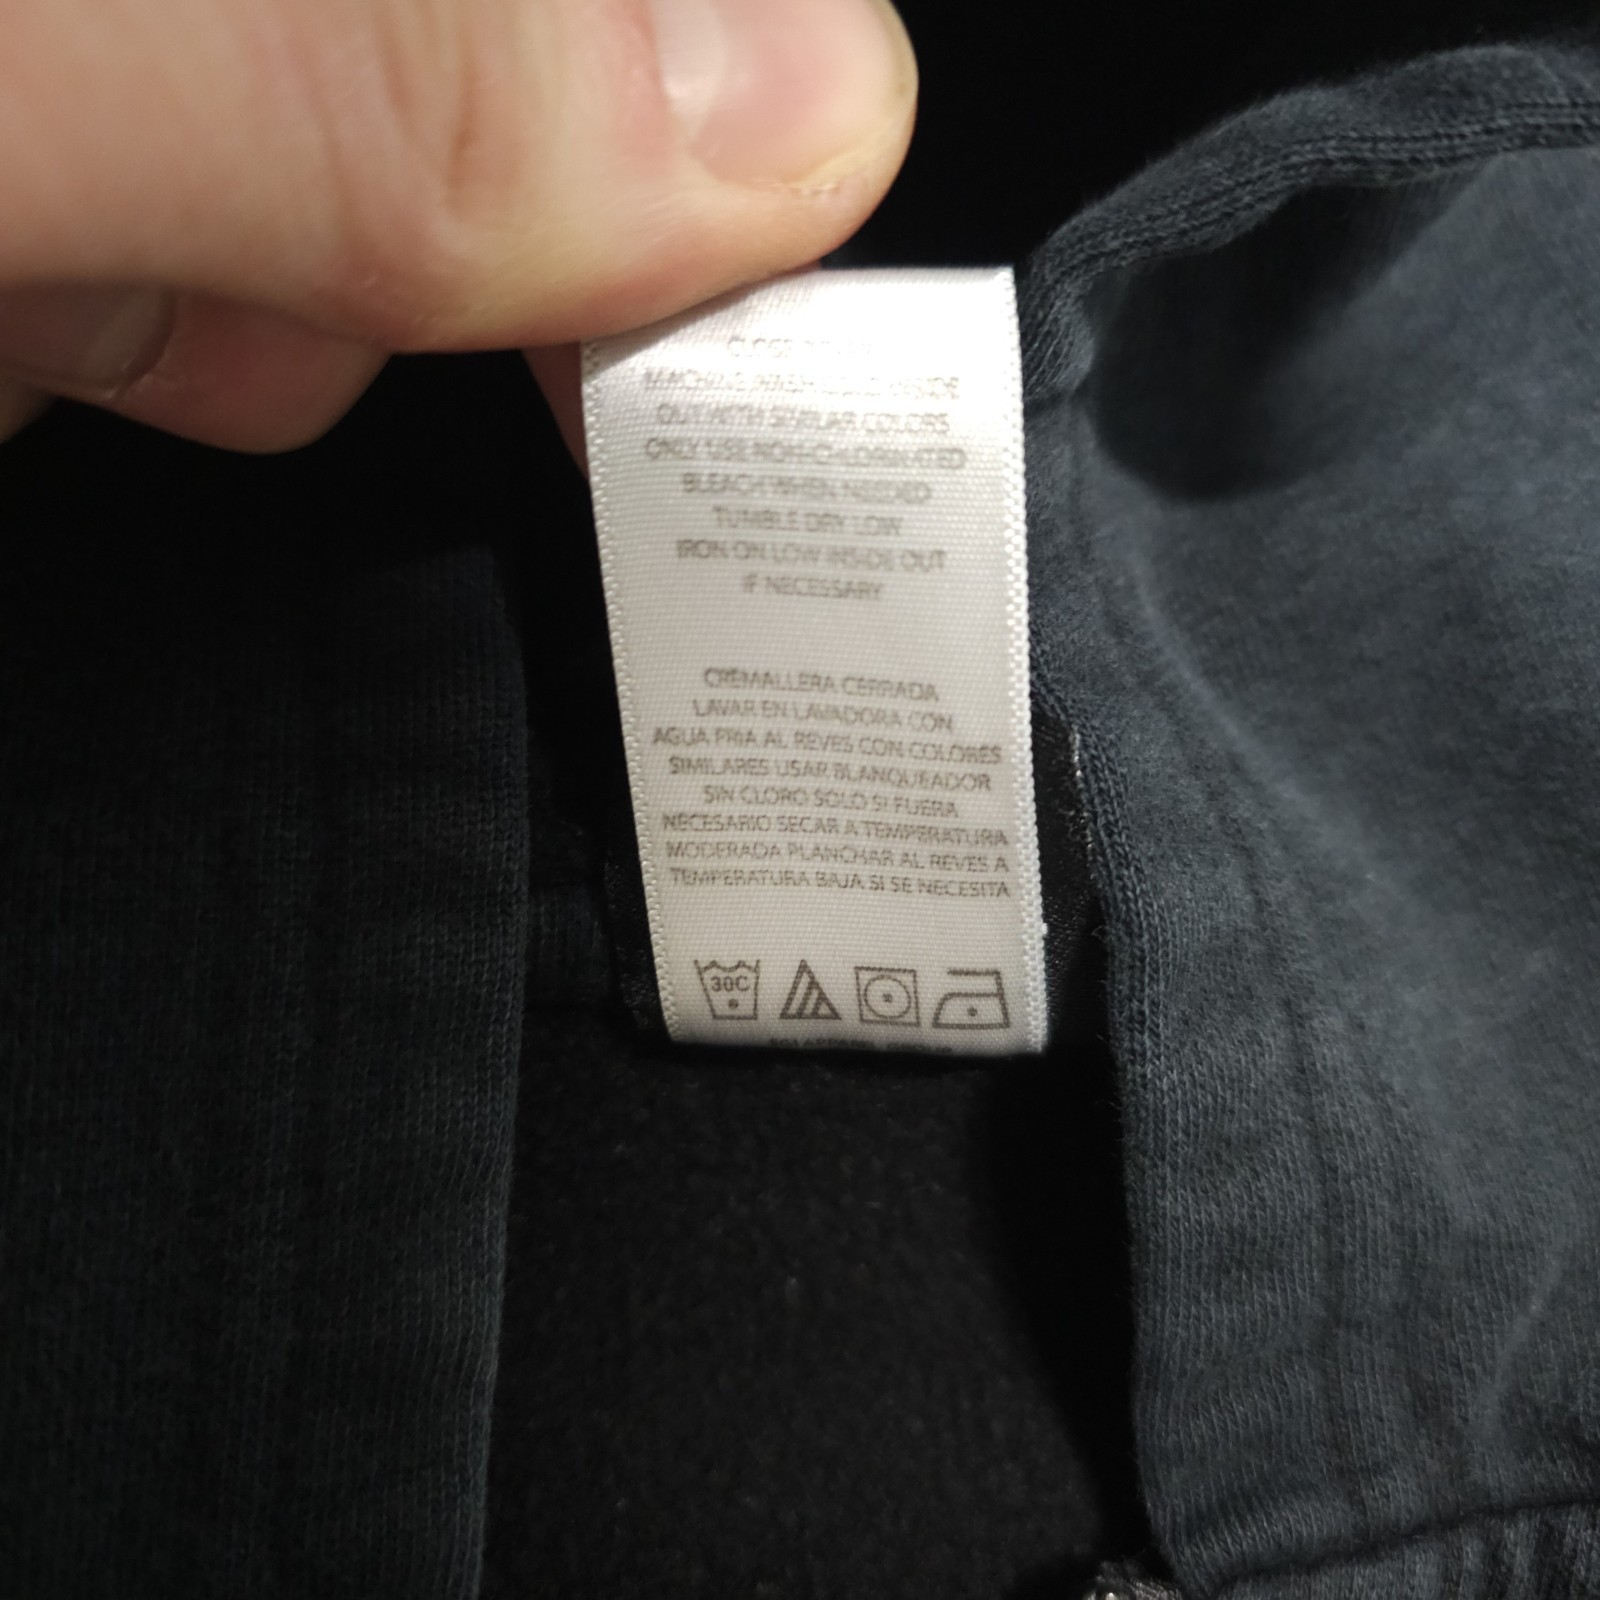 CLOSE ZIPPER
MACHINE WASH COLD INSIDE
OUT WITH SIMILAR COLORS
ONLY USE NON-CHLORINATED
BLEACH WHEN NEEDED
TUMBLE DRY LOW
IRON ON LOW INSIDE OUT
IF NECESSARY
CREMALLERA CERRADA
LAVAR EN LAVADORA CON
AGUA FRIA AL REVES CON COLORES
SIMILARES USAR BLANQUEADOR
SIN CLORO SOLO SI FUERA
NECESARIO SECAR A TEMPERATURA
MODERADA PLANCHAR AL REVES A
TEMPERATURA BAJA SI SE NECESITA
30C